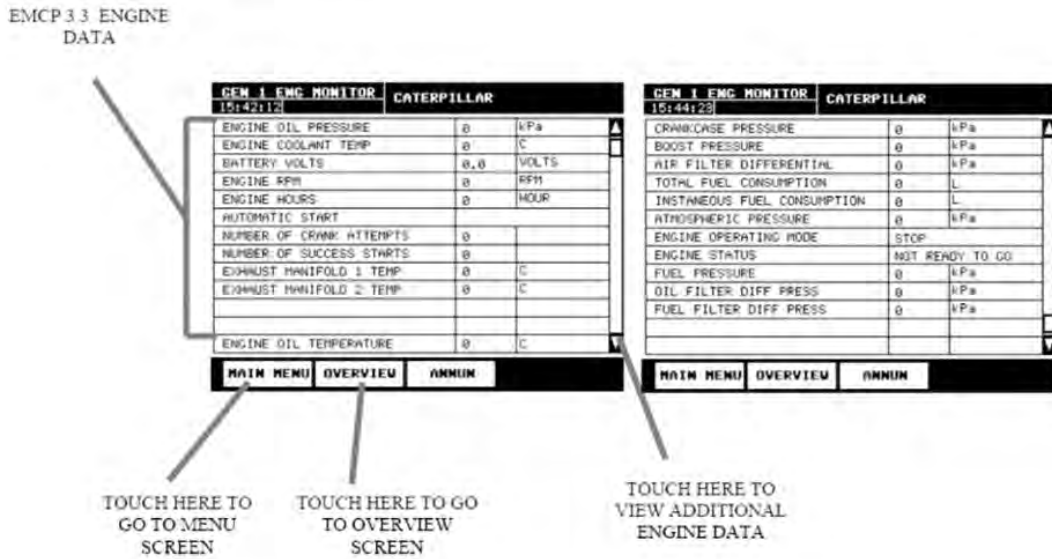 EMCP 3.3 ENGINE
DATA
GEN 1 ENG MONITOR
15:42:12
CATERPILLAR
ENGINE OIL PRESSURE 0 kPa
ENGINE COOLANT TEMP 0 C
BATTERY VOLTS 0.0 VOLTS
ENGINE RPM 0 RPM
ENGINE HOURS 0 HOUR
AUTOMATIC START
NUMBER OF CRANK ATTEMPTS 0
NUMBER OF SUCCESS STARTS 0
EXHAUST MANIFOLD 1 TEMP 0 C
EXHAUST MANIFOLD 2 TEMP 0 C
ENGINE OIL TEMPERATURE 0 C
MAIN MENU OVERVIEW ANNUN
GEN 1 ENG MONITOR
15:44:23
CATERPILLAR
CRANKCASE PRESSURE 0 kPa
BOOST PRESSURE 0 kPa
AIR FILTER DIFFERENTIAL 0 kPa
TOTAL FUEL CONSUMPTION 0 L
INSTANEOUS FUEL CONSUMPTION 0 L
ATMOSPHERIC PRESSURE 0 kPa
ENGINE OPERATING MODE STOP
ENGINE STATUS NOT READY TO GO
FUEL PRESSURE 0 kPa
OIL FILTER DIFF PRESS 0 kPa
FUEL FILTER DIFF PRESS 0 kPa
MAIN MENU OVERVIEW ANNUN
TOUCH HERE TO
GO TO MENU
SCREEN
TOUCH HERE TO GO
TO OVERVIEW
SCREEN
TOUCH HERE TO
VIEW ADDITIONAL
ENGINE DATA